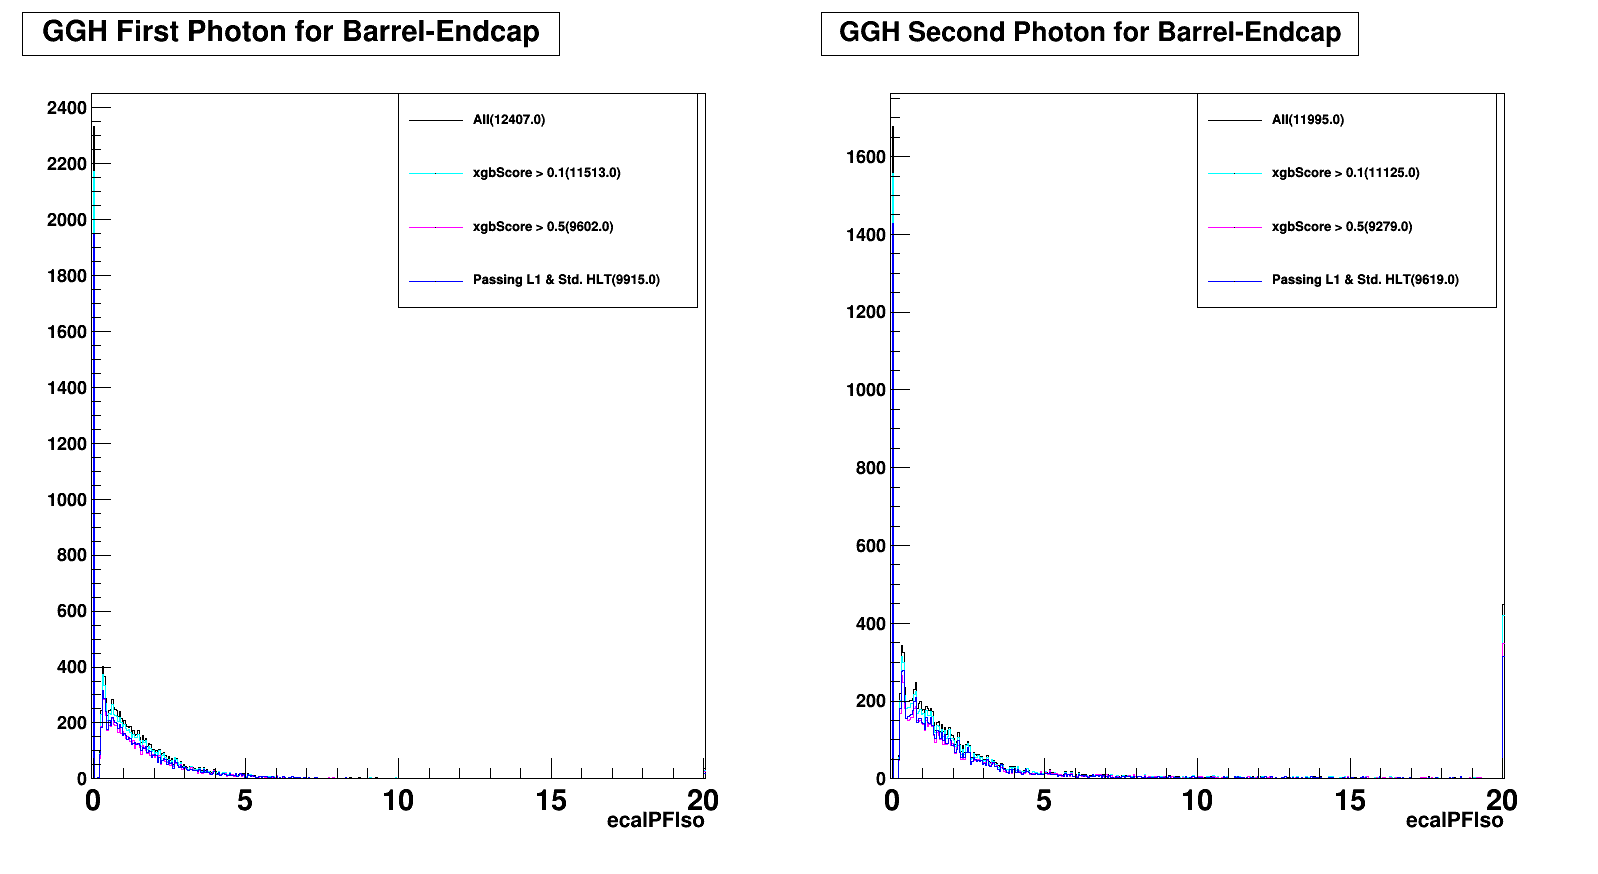 GGH First Photon for Barrel-Endcap
2400
2200
2000
1800
1600
1400
1200
1000
800
600
400
200
0
All(12407.0)
xgbScore > 0.1(11513.0)
xgbScore > 0.5(9602.0)
Passing L1 & Std. HLT(9915.0)
0 5 10 15 20
ecalPFIso
GGH Second Photon for Barrel-Endcap
1600
1400
1200
1000
800
600
400
200
0
All(11995.0)
xgbScore > 0.1(11125.0)
xgbScore > 0.5(9279.0)
Passing L1 & Std. HLT(9619.0)
0 5 10 15 20
ecalPFIso